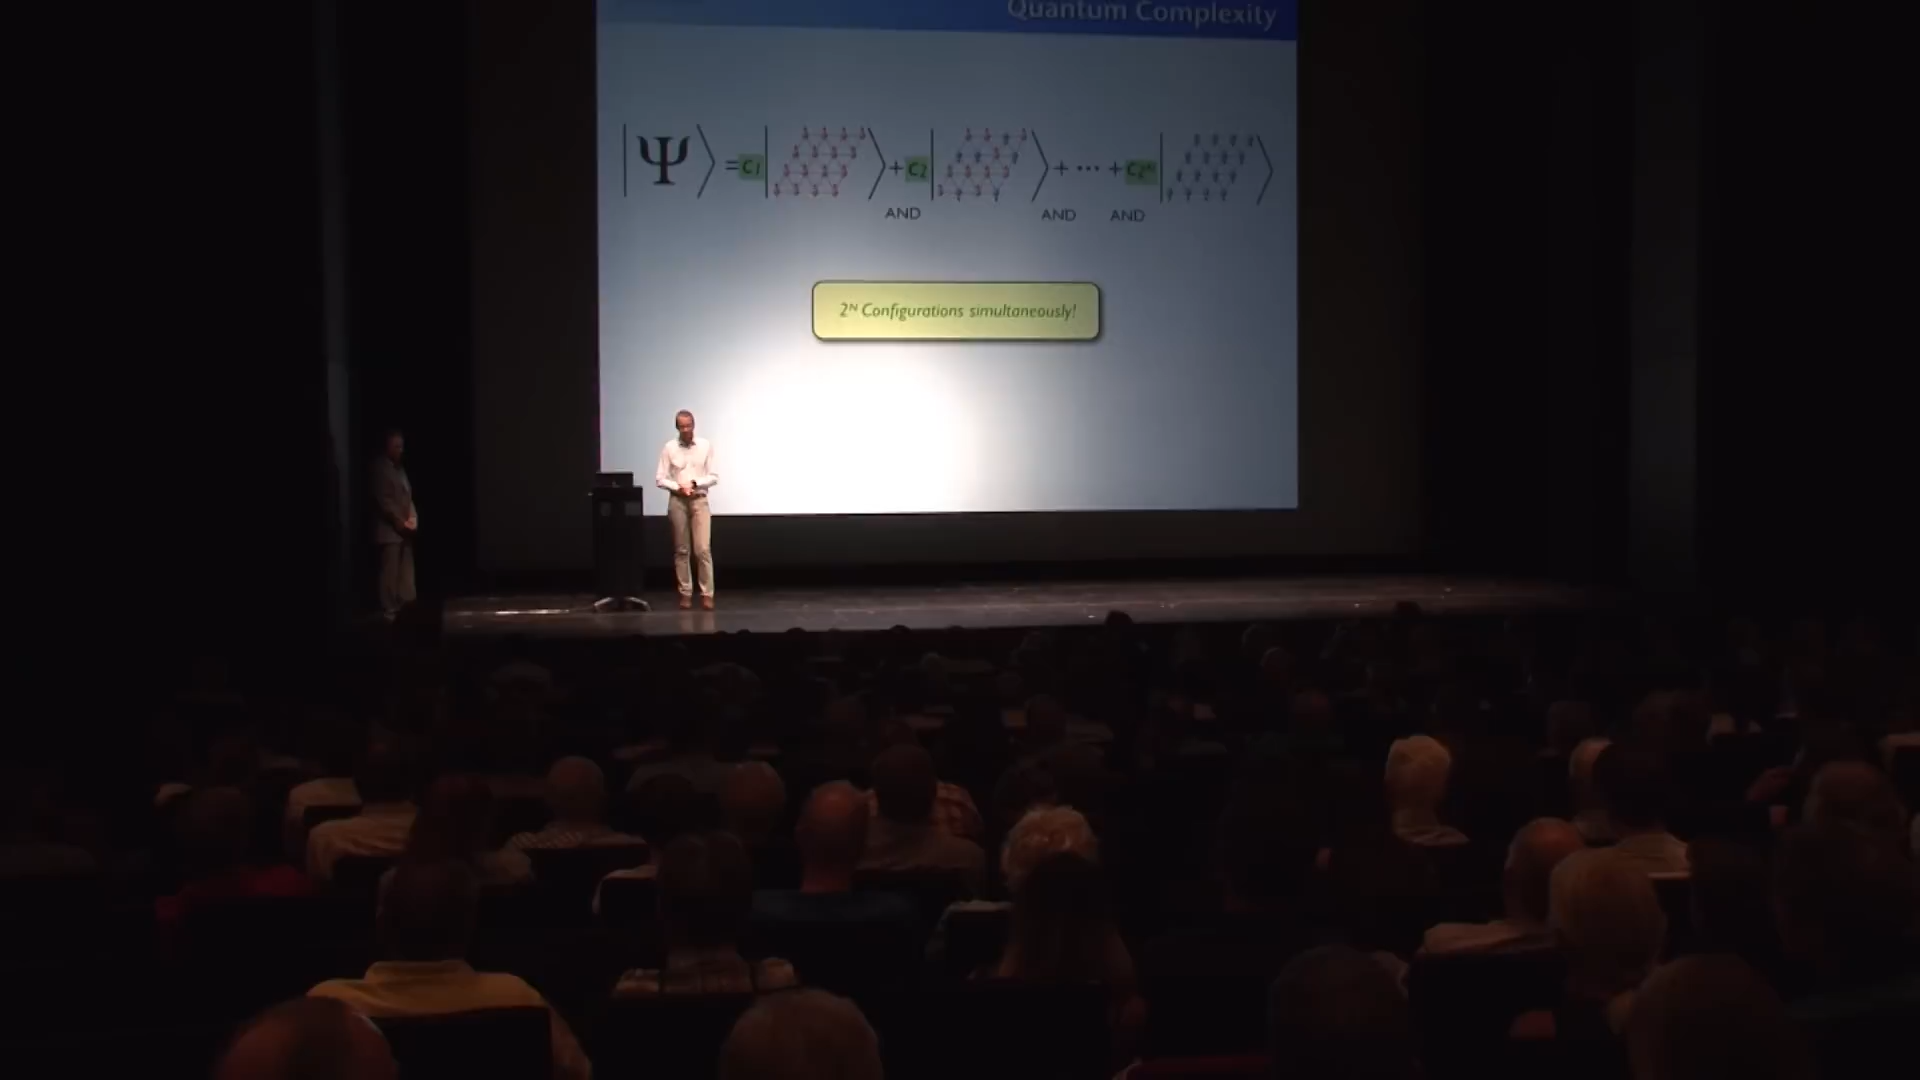 Quantum Complexity
|Ψ⟩ = C₁ | ⟩ + C₂ | ⟩ + ⋯ + C₂ᴺ | ⟩
AND AND AND
2ᴺ Configurations simultaneously!